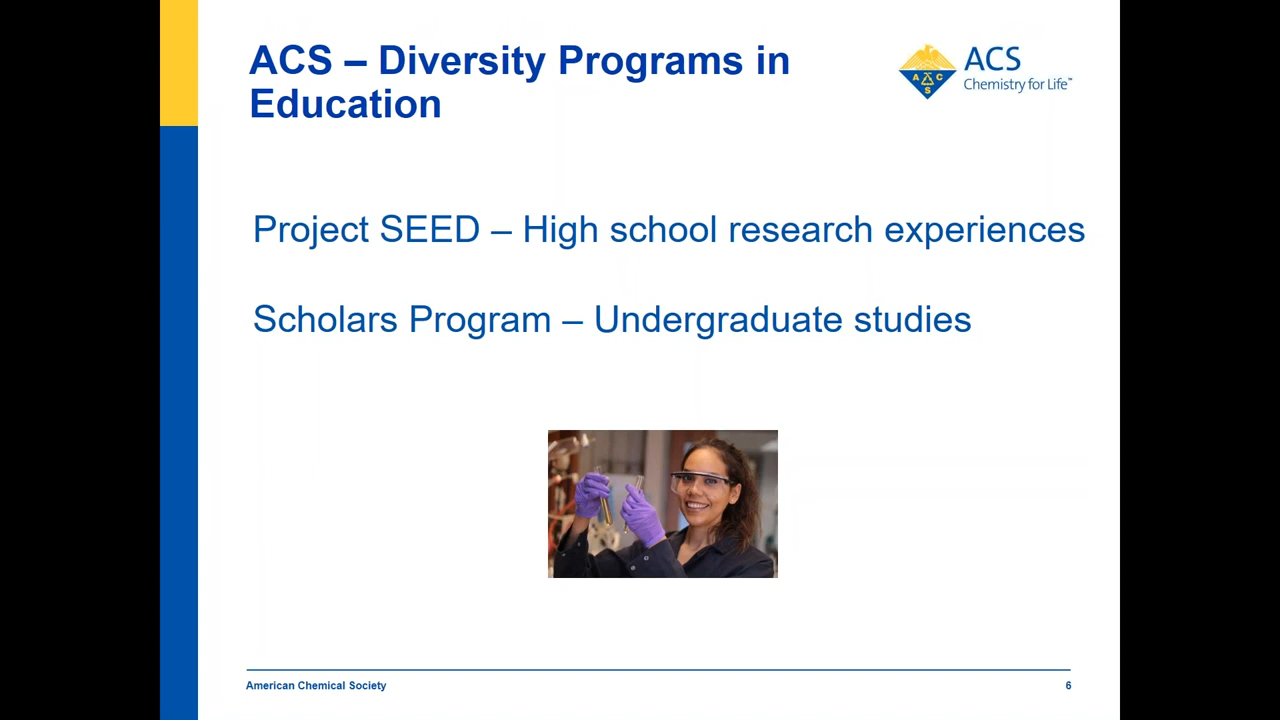 ACS – Diversity Programs in
Education
A C S
ACS
Chemistry for Life™
Project SEED – High school research experiences
Scholars Program – Undergraduate studies
American Chemical Society
6